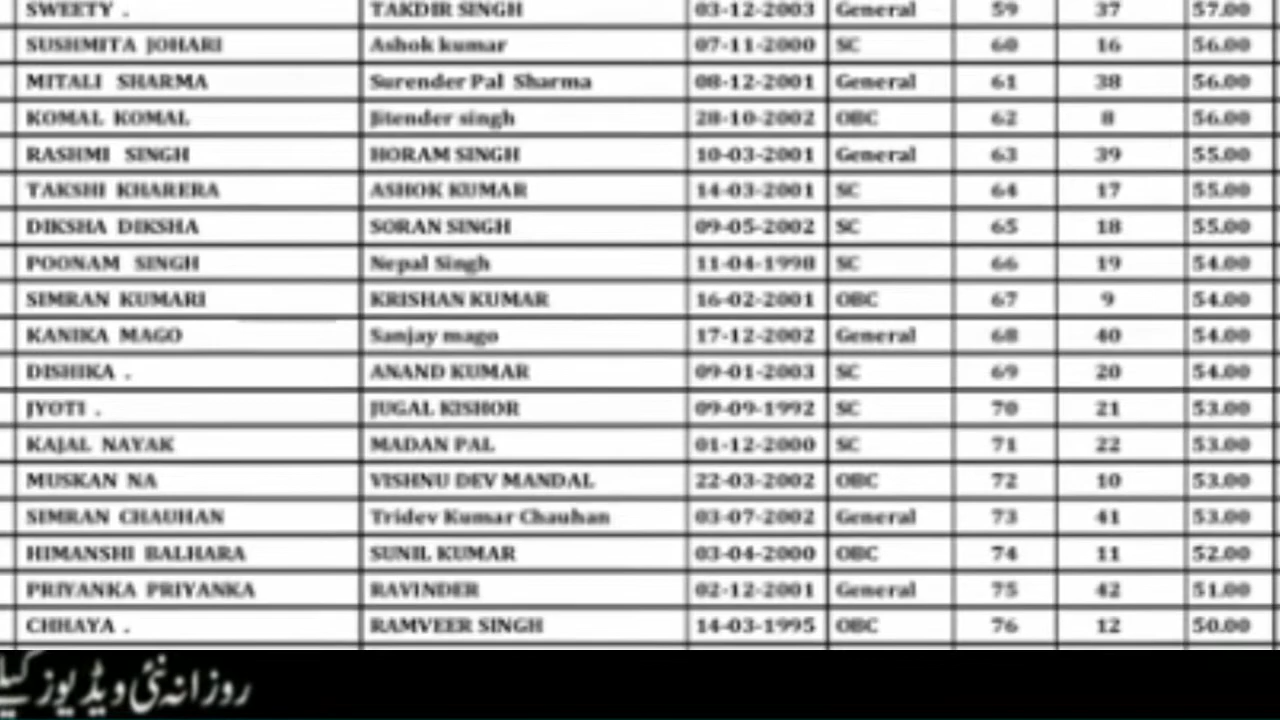 SWEETY . TAKDIR SINGH 03-12-2003 General 59 37 57.00
SUSHMITA JOHARI Ashok kumar 07-11-2000 SC 60 16 56.00
MITALI SHARMA Surender Pal Sharma 08-12-2001 General 61 38 56.00
KOMAL KOMAL Jitender singh 28-10-2002 OBC 62 8 56.00
RASHMI SINGH HORAM SINGH 10-03-2001 General 63 39 55.00
TAKSHI KHARERA ASHOK KUMAR 14-03-2001 SC 64 17 55.00
DIKSHA DIKSHA SORAN SINGH 09-05-2002 SC 65 18 55.00
POONAM SINGH Nepal Singh 11-04-1998 SC 66 19 54.00
SIMRAN KUMARI KRISHAN KUMAR 16-02-2001 OBC 67 9 54.00
KANIKA MAGO Sanjay mago 17-12-2002 General 68 40 54.00
DISHIKA . ANAND KUMAR 09-01-2003 SC 69 20 54.00
JYOTI . JUGAL KISHOR 09-09-1992 SC 70 21 53.00
KAJAL NAYAK MADAN PAL 01-12-2000 SC 71 22 53.00
MUSKAN NA VISHNU DEV MANDAL 22-03-2002 OBC 72 10 53.00
SIMRAN CHAUHAN Tridev Kumar Chauhan 03-07-2002 General 73 41 53.00
HIMANSHI BALHARA SUNIL KUMAR 03-04-2000 OBC 74 11 52.00
PRIYANKA PRIYANKA RAVINDER 02-12-2001 General 75 42 51.00
CHHAYA . RAMVEER SINGH 14-03-1995 OBC 76 12 50.00
روزانہ نئی ویڈیوز کیلئے